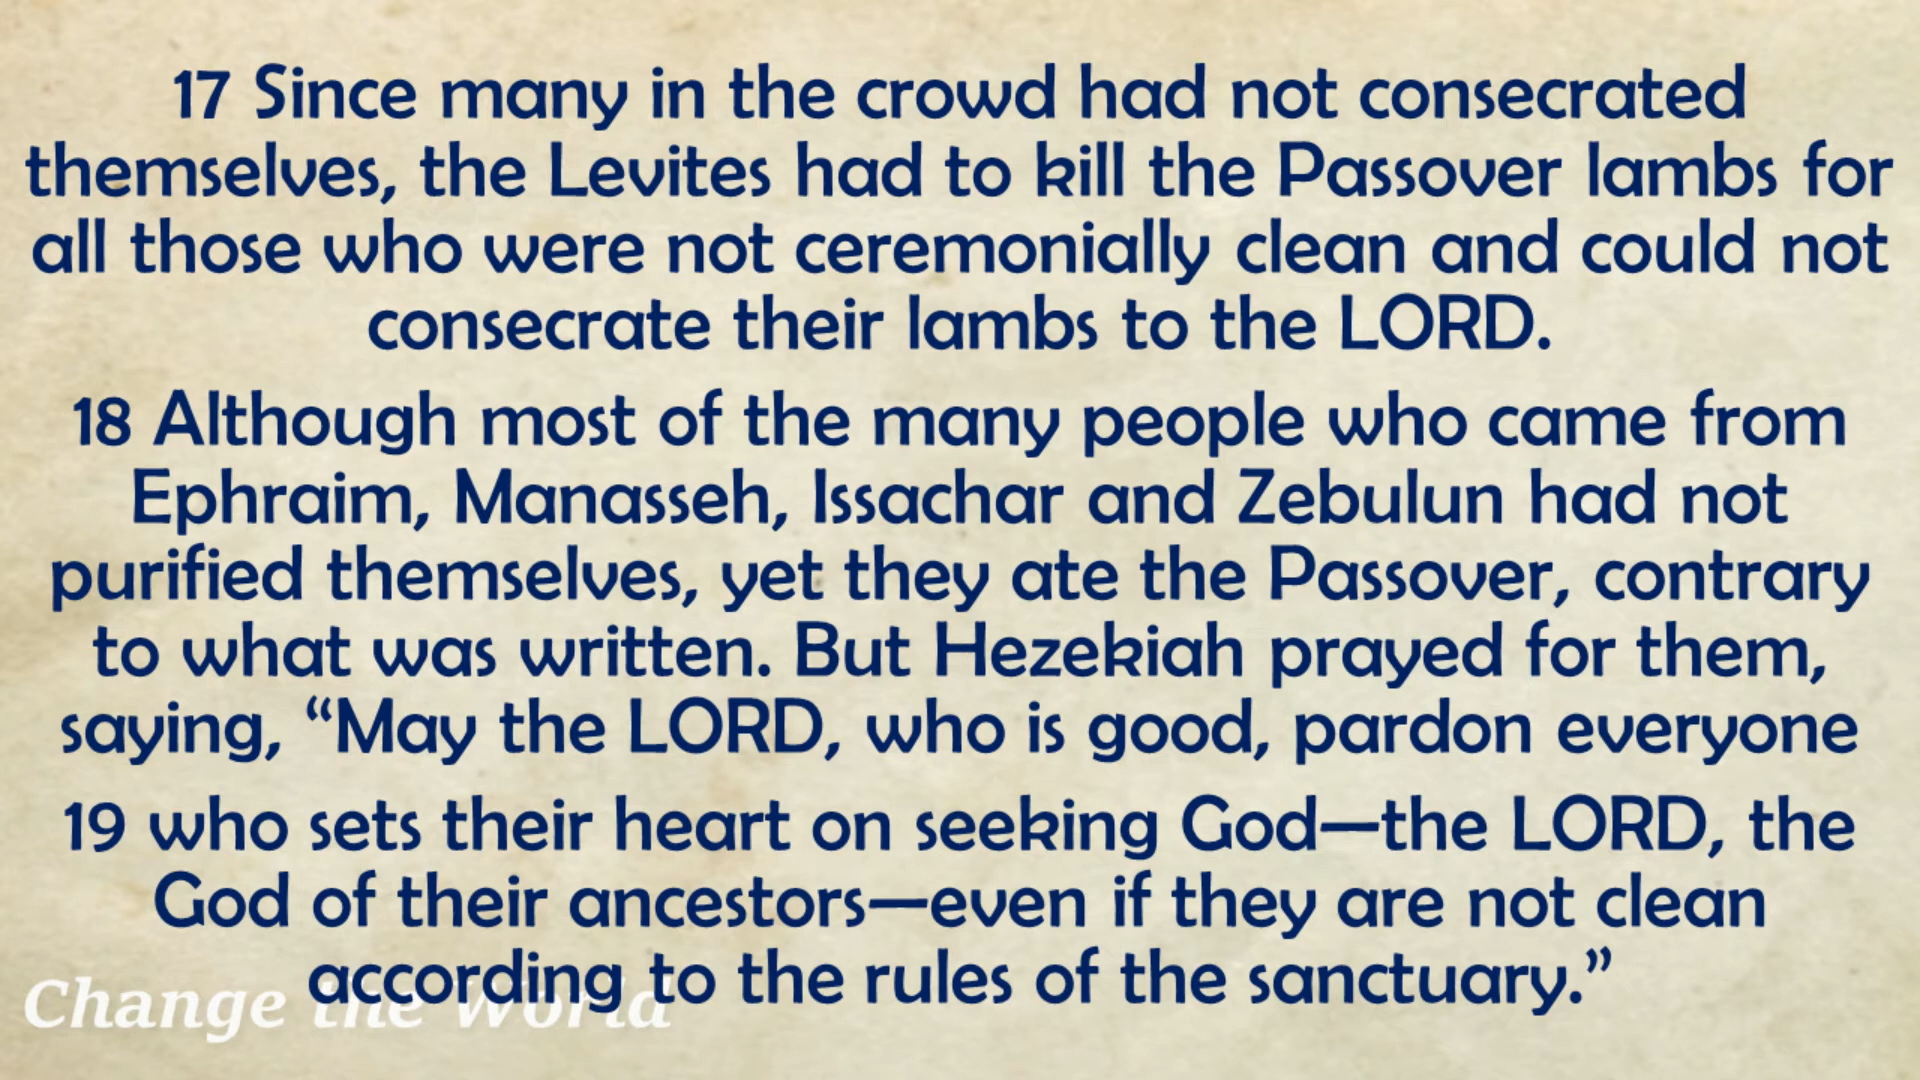 17 Since many in the crowd had not consecrated
themselves, the Levites had to kill the Passover lambs for
all those who were not ceremonially clean and could not
consecrate their lambs to the LORD.
18 Although most of the many people who came from
Ephraim, Manasseh, Issachar and Zebulun had not
purified themselves, yet they ate the Passover, contrary
to what was written. But Hezekiah prayed for them,
saying, “May the LORD, who is good, pardon everyone
19 who sets their heart on seeking God—the LORD, the
God of their ancestors—even if they are not clean
according to the rules of the sanctuary.”
Change the World